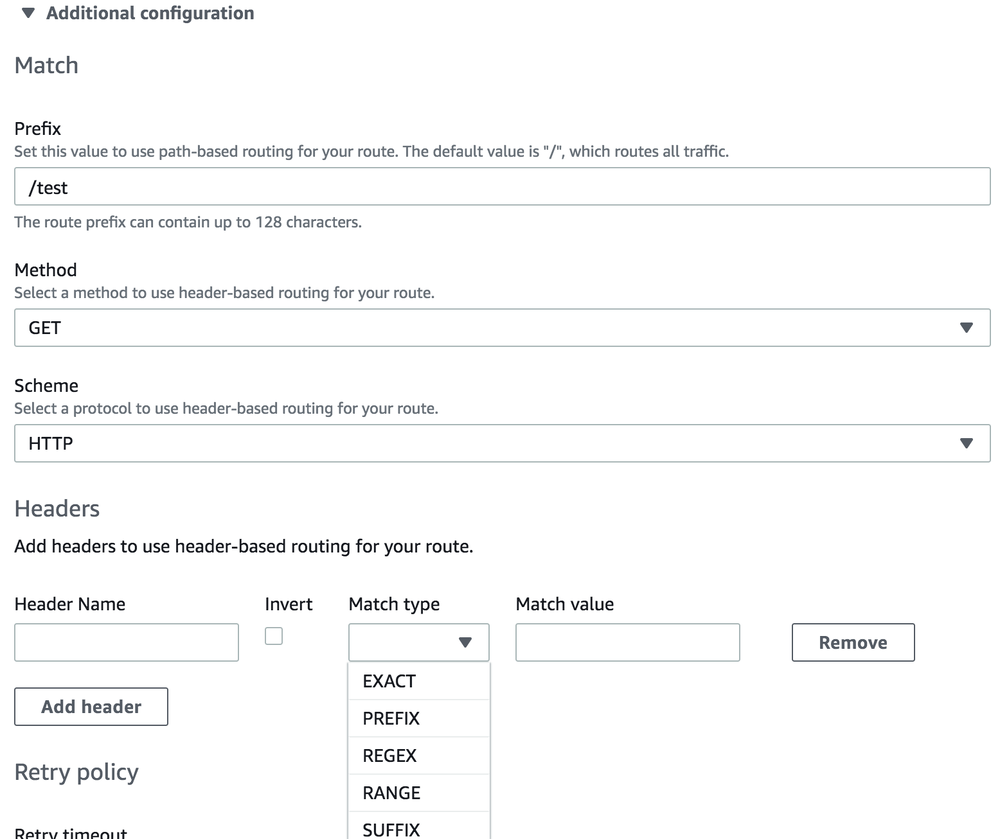 Additional configuration
Match
Prefix
Set this value to use path-based routing for your route. The default value is "/", which routes all traffic.
/test
The route prefix can contain up to 128 characters.
Method
Select a method to use header-based routing for your route.
GET
Scheme
Select a protocol to use header-based routing for your route.
HTTP
Headers
Add headers to use header-based routing for your route.
Header Name Invert Match type Match value
Remove
EXACT
Add header
PREFIX
REGEX
Retry policy
RANGE
SUFFIX
Retry timeout